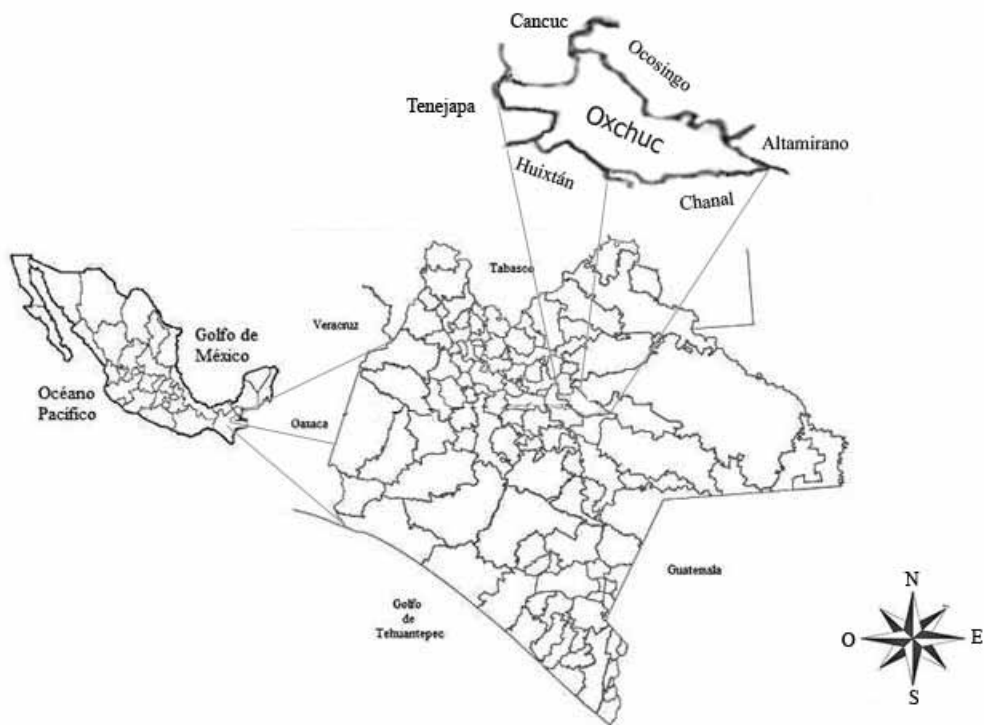 Cancuc
Ocosingo
Tenejapa
Oxchuc
Altamirano
Huixtán
Chanal
Tabasco
Veracruz
Golfo de
México
Océano
Pacífico
Oaxaca
Guatemala
Golfo
de
Tehuantepec
N
O
E
S